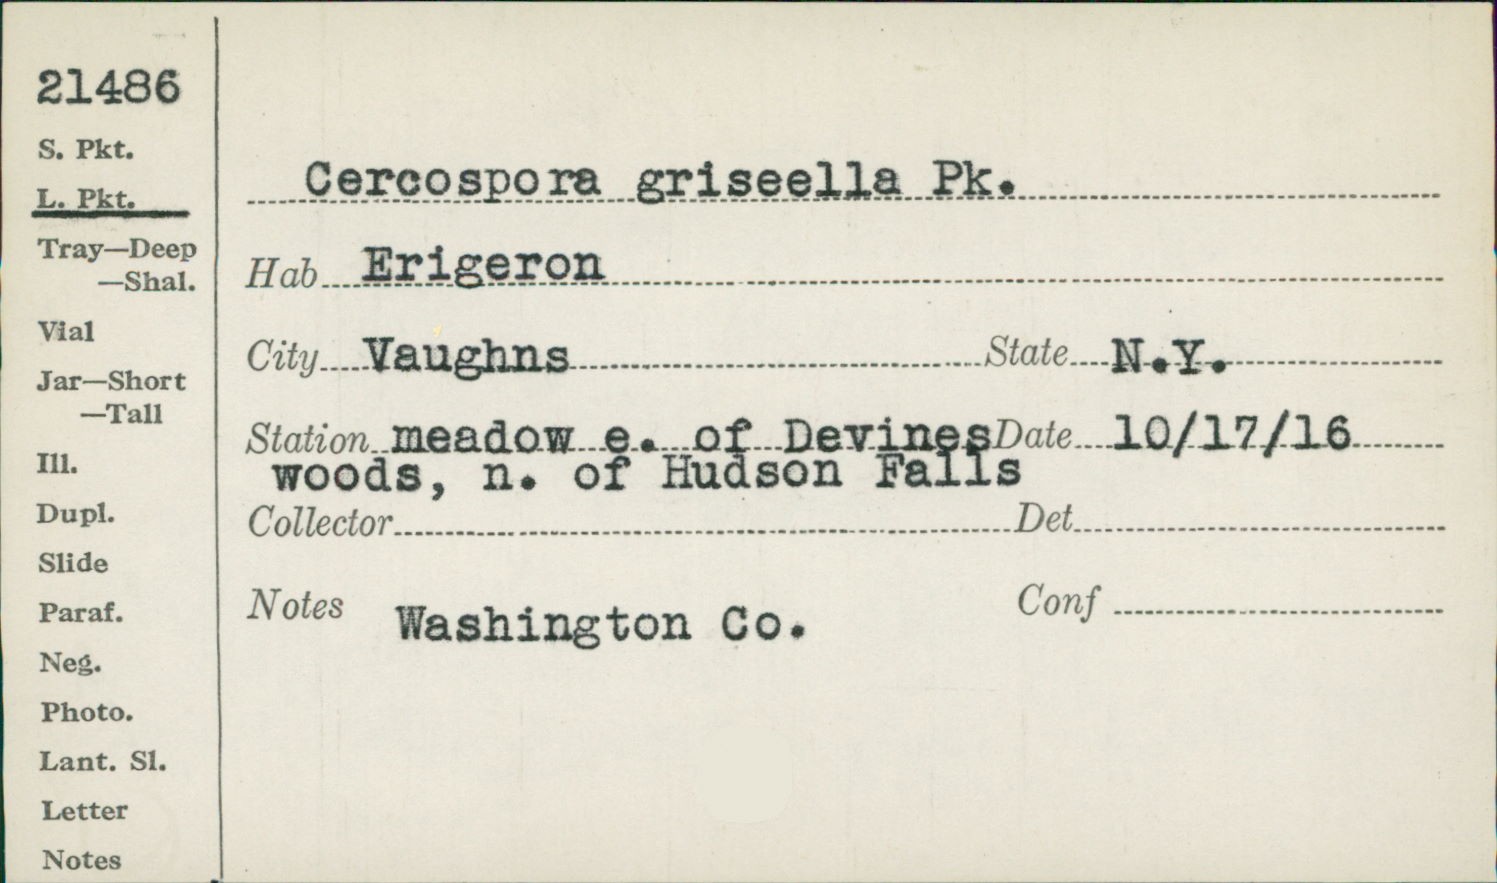 21486
S. Pkt.
L. Pkt.
Tray—Deep
—Shal.
Vial
Jar—Short
—Tall
Ill.
Dupl.
Slide
Paraf.
Neg.
Photo.
Lant. Sl.
Letter
Notes
Cercospora griseella Pk.
Hab Erigeron
City Vaughns State N.Y.
Station meadow e. of Devines Date 10/17/16
woods, n. of Hudson Falls
Collector Det
Notes Washington Co. Conf